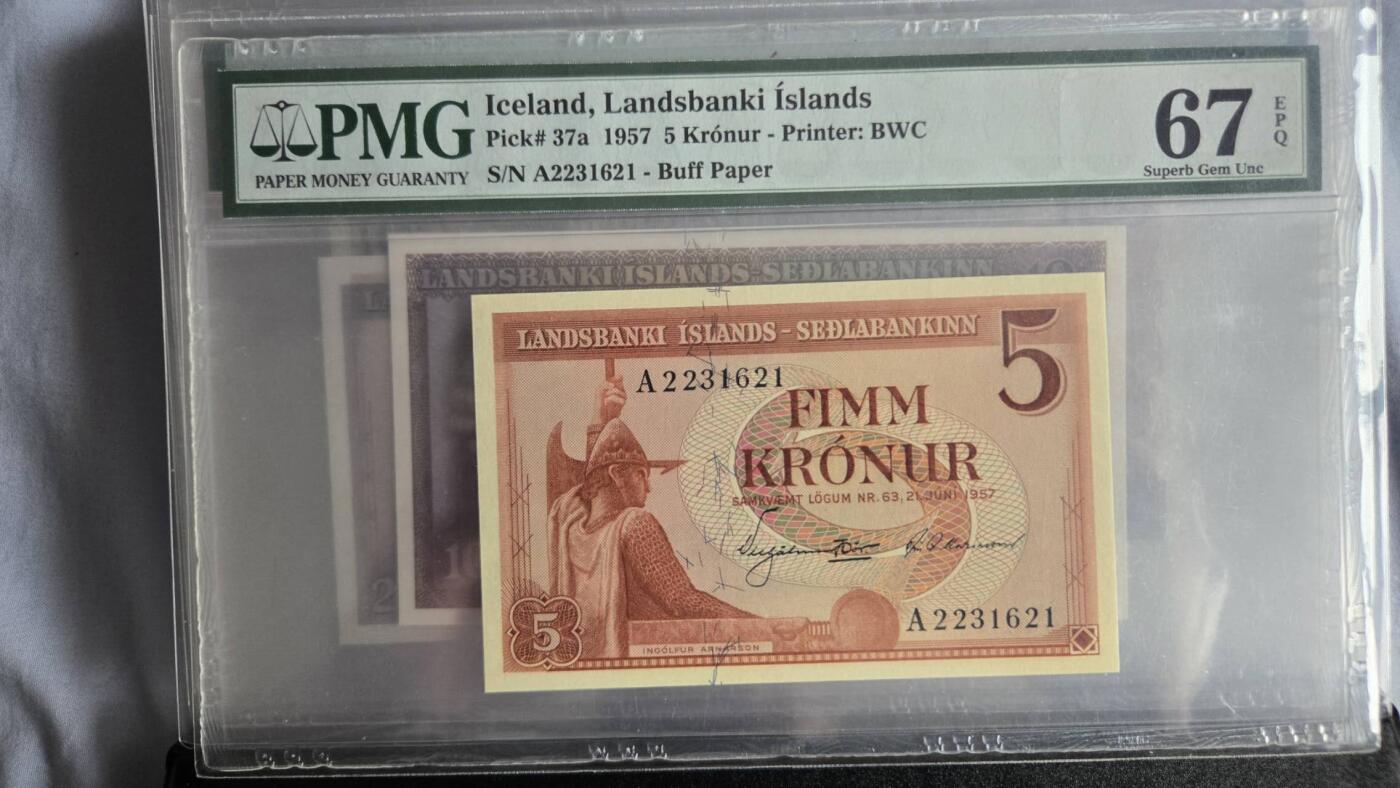 PMG
PAPER MONEY GUARANTY
Iceland, Landsbanki Íslands
Pick# 37a 1957 5 Krónur - Printer: BWC
S/N A2231621 - Buff Paper
67
EPQ
Superb Gem Unc
LANDSBANKI ÍSLANDS-SEÐLABANKINN
LANDSBANKI ÍSLANDS - SEÐLABANKINN
5
A2231621
FIMM
KRÓNUR
SAMKVÆMT LÖGUM NR. 63, 21. JÚNÍ 1957
A2231621
5
INGÓLFUR ARNARSON